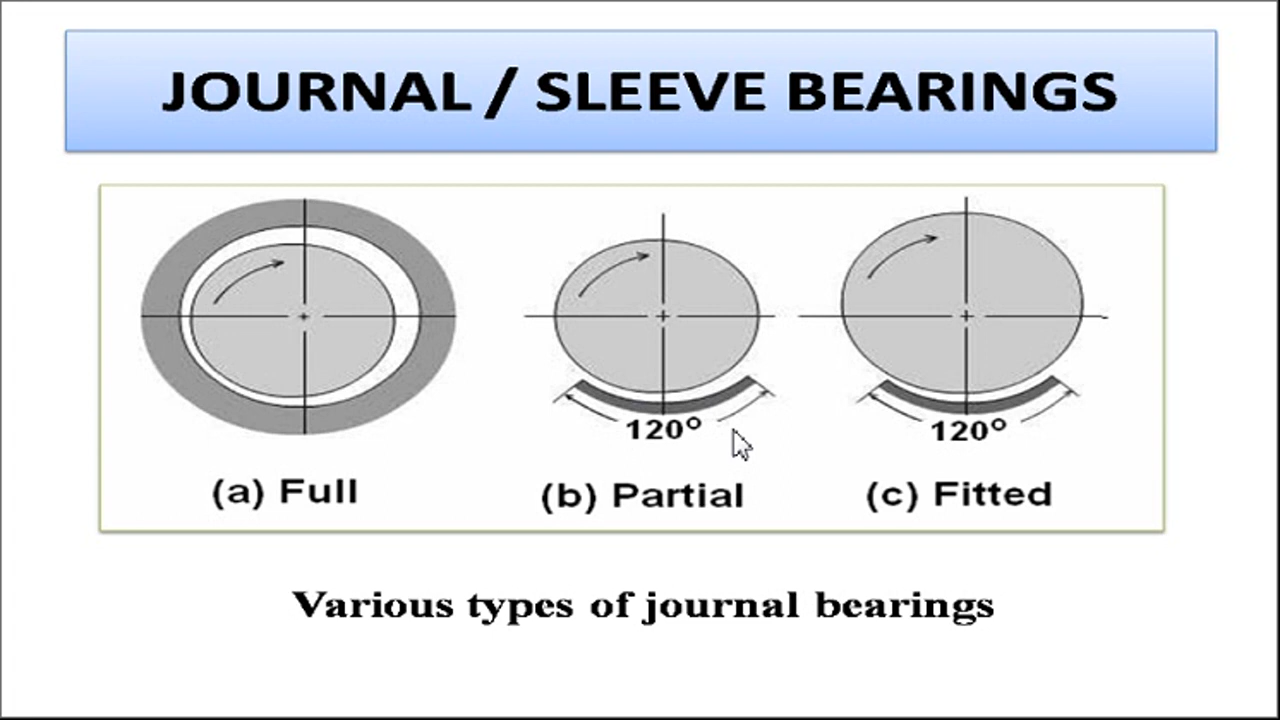 JOURNAL / SLEEVE BEARINGS
120°
120°
(a) Full
(b) Partial
(c) Fitted
Various types of journal bearings